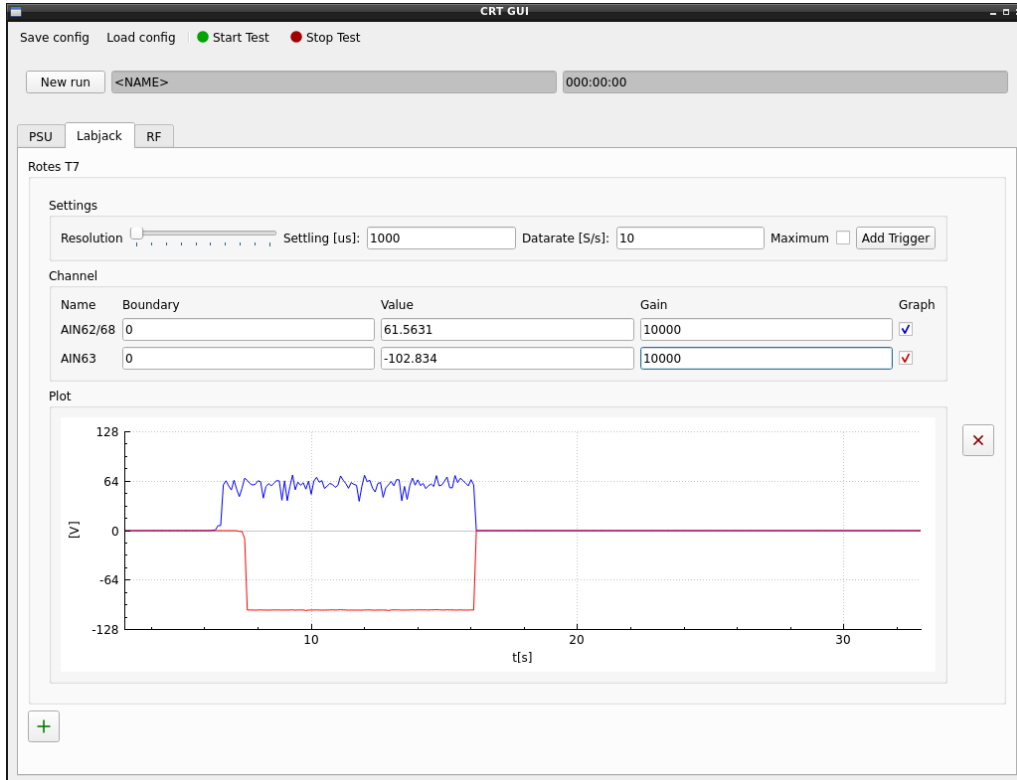 CRT GUI
Save config Load config Start Test Stop Test
New run <NAME> 000:00:00
PSU Labjack RF
Rotes T7
Settings
Resolution Settling [us]: 1000 Datarate [S/s]: 10 Maximum Add Trigger
Channel
Name Boundary Value Gain Graph
AIN62/68 0 61.5631 10000
AIN63 0 -102.834 10000
Plot
128
64
0
-64
-128
[V]
10 20 30
t[s]